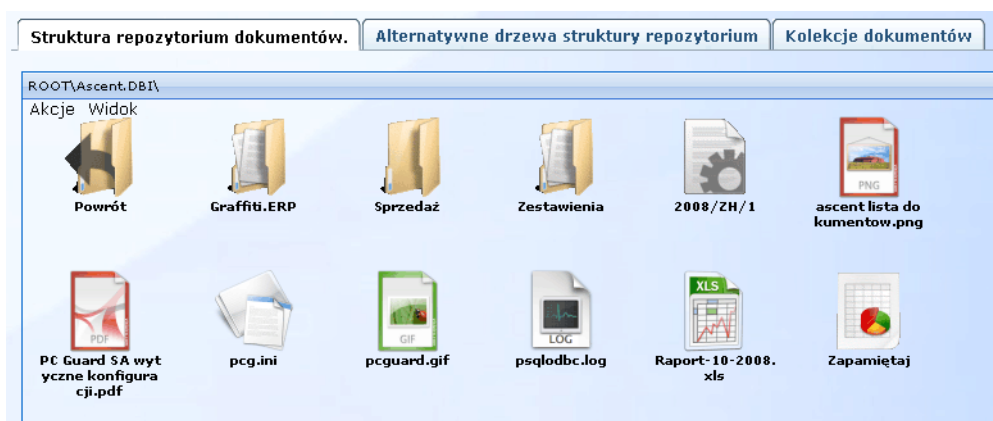 Struktura repozytorium dokumentów. Alternatywne drzewa struktury repozytorium Kolekcje dokumentów
ROOT\Ascent.DBI\
Akcje Widok
Powrót Graffiti.ERP Sprzedaż Zestawienia 2008/ZH/1 ascent lista do
kumentow.png
PNG
PDF GIF LOG XLS
PC Guard SA wyt pcg.ini pcguard.gif psqlodbc.log Raport-10-2008. Zapamiętaj
yczne konfigura xls
cji.pdf